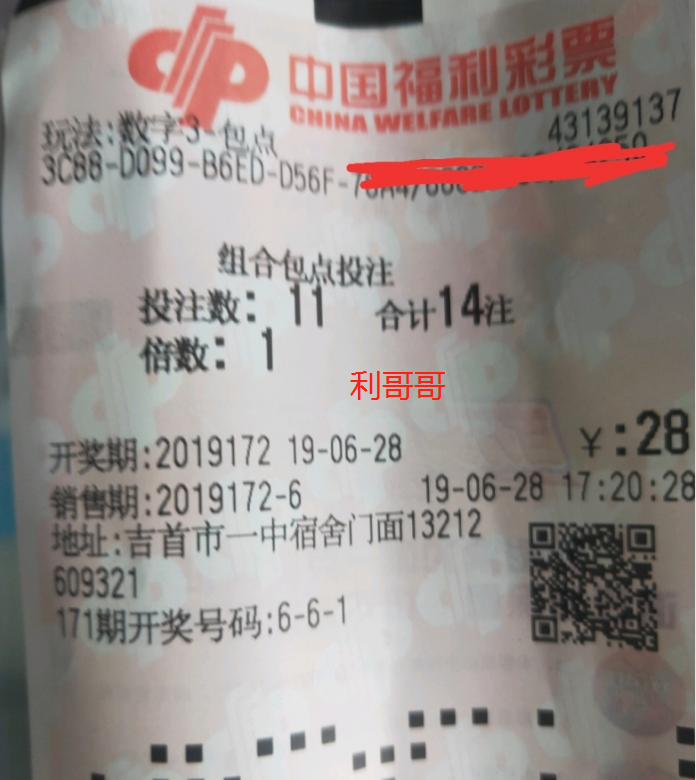 中国福利彩票
CHINA WELFARE LOTTERY
玩法:数字3-包点 43139137
3C88-D099-B6ED-D56F-
组合包点投注
投注数: 11 合计14注
倍数: 1
利哥哥
开奖期:2019172 19-06-28 ¥:28
销售期:2019172-6 19-06-28 17:20:28
地址:吉首市一中宿舍门面13212
609321
171期开奖号码:6-6-1